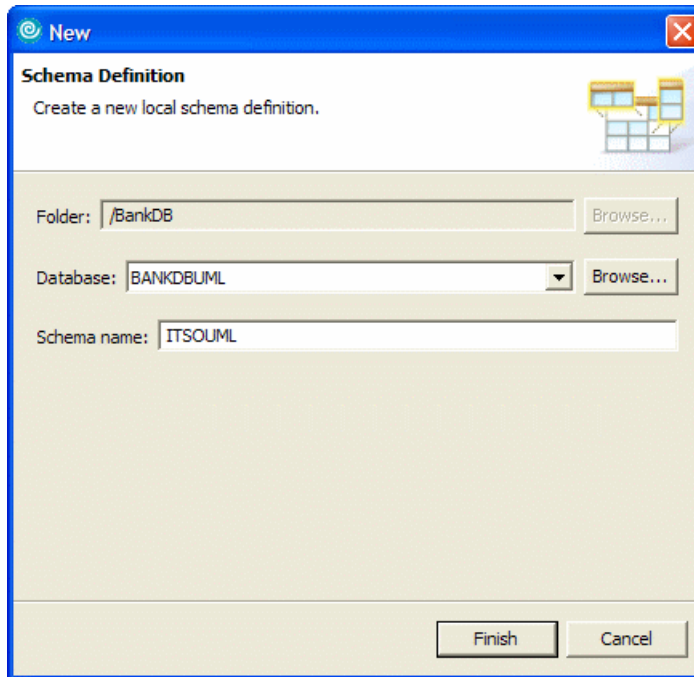 New
Schema Definition
Create a new local schema definition.
Folder: /BankDB Browse...
Database: BANKDBUML Browse...
Schema name: ITSOUML
Finish Cancel